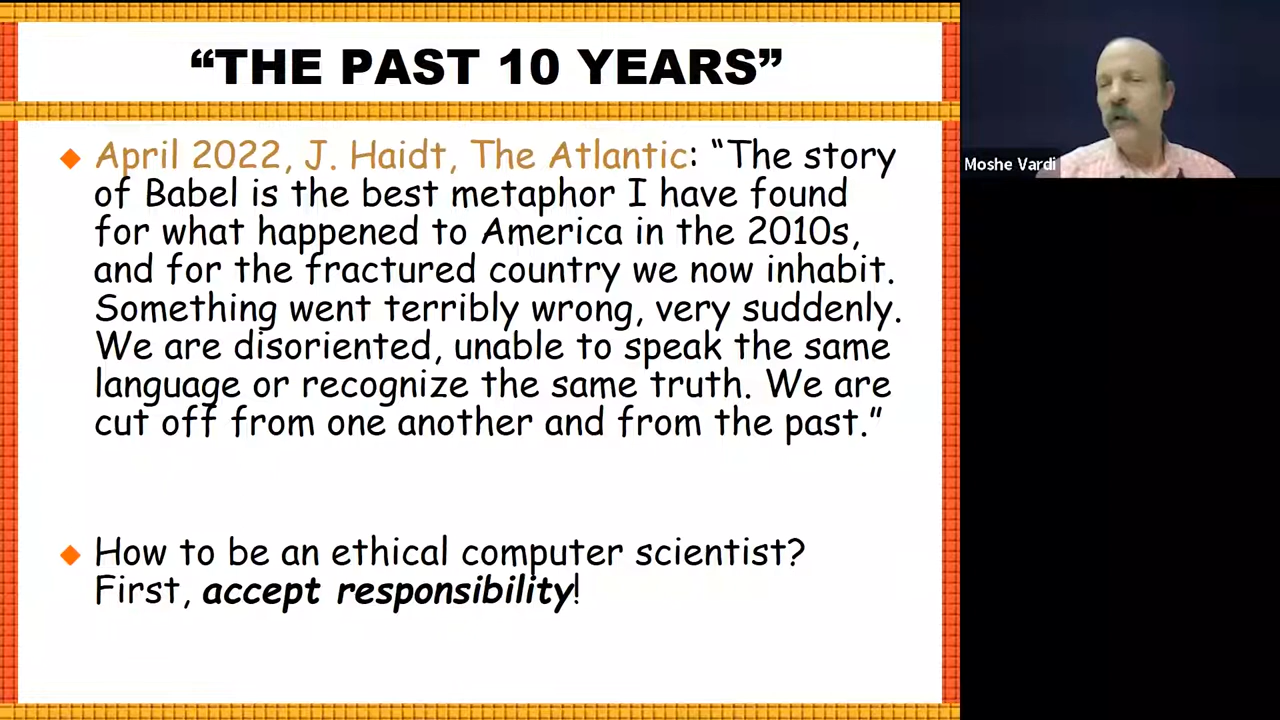 “THE PAST 10 YEARS”
◆ April 2022, J. Haidt, The Atlantic: “The story
of Babel is the best metaphor I have found
for what happened to America in the 2010s,
and for the fractured country we now inhabit.
Something went terribly wrong, very suddenly.
We are disoriented, unable to speak the same
language or recognize the same truth. We are
cut off from one another and from the past.”
◆ How to be an ethical computer scientist?
First, accept responsibility!
Moshe Vardi